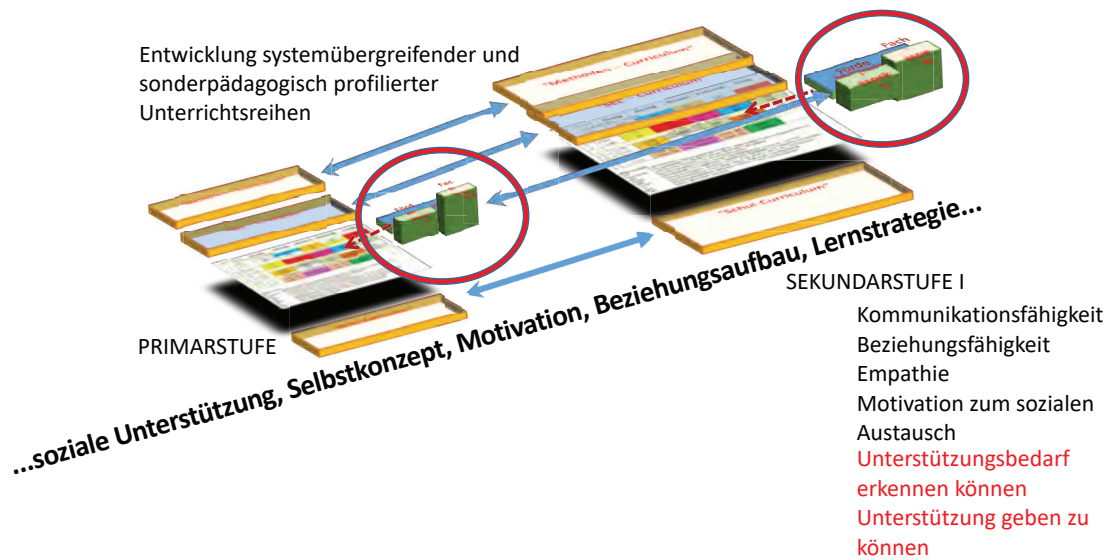 Entwicklung systemübergreifender und
sonderpädagogisch profilierter
Unterrichtsreihen
"Methoden – Curriculum"
Fach
"Schul-Curriculum"
PRIMARSTUFE
...soziale Unterstützung, Selbstkonzept, Motivation, Beziehungsaufbau, Lernstrategie...
SEKUNDARSTUFE I
Kommunikationsfähigkeit
Beziehungsfähigkeit
Empathie
Motivation zum sozialen
Austausch
Unterstützungsbedarf
erkennen können
Unterstützung geben zu
können